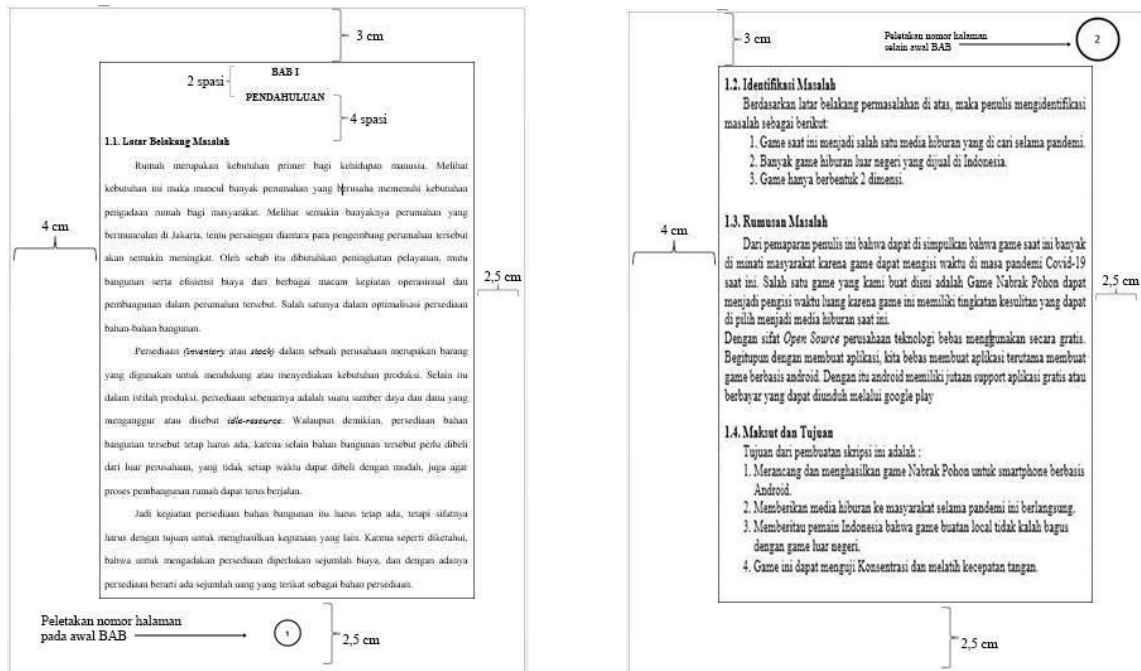 3 cm
2 spasi
BAB I
PENDAHULUAN
4 spasi
1.1. Latar Belakang Masalah
Rumah merupakan kebutuhan primer bagi kehidupan manusia. Melihat
kebutuhan ini maka muncul banyak perumahan yang berusaha memenuhi kebutuhan
pengadaan rumah bagi masyarakat. Melihat semakin banyaknya perumahan yang
bermunculan di Jakarta, tentu persaingan diantara para pengembang perumahan tersebut
akan semakin meningkat. Oleh sebab itu dibutuhkan peningkatan pelayanan, mutu
bangunan serta efisiensi biaya dari berbagai macam kegiatan operasional dan
pembangunan dalam perumahan tersebut. Salah satunya dalam optimalisasi persediaan
bahan-bahan bangunan.
Persediaan (inventory atau stock) dalam sebuah perusahaan merupakan barang
yang digunakan untuk mendukung atau menyediakan kebutuhan produksi. Selain itu
dalam istilah produksi, persediaan sebenarnya adalah suatu sumber daya dan dana yang
menganggur atau disebut idle-resource. Walaupun demikian, persediaan bahan
bangunan tersebut tetap harus ada, karena selain bahan bangunan tersebut perlu dibeli
dari luar perusahaan, yang tidak setiap waktu dapat dibeli dengan mudah, juga agar
proses pembangunan rumah dapat terus berjalan.
Jadi kegiatan persediaan bahan bangunan itu harus tetap ada, tetapi sifatnya
harus dengan tujuan untuk menghasilkan kegunaan yang lain. Karena seperti diketahui,
bahwa untuk mengadakan persediaan diperlukan sejumlah biaya, dan dengan adanya
persediaan berarti ada sejumlah uang yang terikat sebagai bahan persediaan.
4 cm
2,5 cm
Peletakan nomor halaman
pada awal BAB
1
2,5 cm
3 cm
Peletakan nomor halaman
selain awal BAB
2
1.2. Identifikasi Masalah
Berdasarkan latar belakang permasalahan di atas, maka penulis mengidentifikasi
masalah sebagai berikut:
1. Game saat ini menjadi salah satu media hiburan yang di cari selama pandemi.
2. Banyak game hiburan luar negeri yang dijual di Indonesia.
3. Game hanya berbentuk 2 dimensi.
1.3. Rumusan Masalah
Dari pemaparan penulis ini bahwa dapat di simpulkan bahwa game saat ini banyak
di minati masyarakat karena game dapat mengisi waktu di masa pandemi Covid-19
saat ini. Salah satu game yang kami buat disni adalah Game Nabrak Pohon dapat
menjadi pengisi waktu luang karena game ini memiliki tingkatan kesulitan yang dapat
di pilih menjadi media hiburan saat ini.
Dengan sifat Open Source perusahaan teknologi bebas menggunakan secara gratis.
Begitupun dengan membuat aplikasi, kita bebas membuat aplikasi terutama membuat
game berbasis android. Dengan itu android memiliki jutaan support aplikasi gratis atau
berbayar yang dapat diunduh melalui google play
1.4. Maksut dan Tujuan
Tujuan dari pembuatan skripsi ini adalah :
1. Merancang dan menghasilkan game Nabrak Pohon untuk smartphone berbasis
Android.
2. Memberikan media hiburan ke masyarakat selama pandemi ini berlangsung.
3. Memberitau pemain Indonesia bahwa game buatan local tidak kalah bagus
dengan game luar negeri.
4. Game ini dapat menguji Konsentrasi dan melatih kecepatan tangan.
4 cm
2,5 cm
2,5 cm